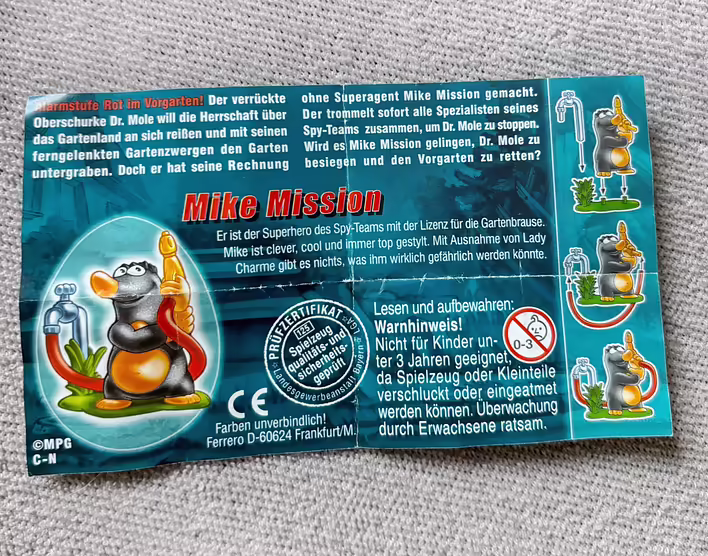 Alarmstufe Rot im Vorgarten! Der verrückte
Oberschurke Dr. Mole will die Herrschaft über
das Gartenland an sich reißen und mit seinen
ferngelenkten Gartenzwergen den Garten
untergraben. Doch er hat seine Rechnung
ohne Superagent Mike Mission gemacht.
Der trommelt sofort alle Spezialisten seines
Spy-Teams zusammen, um Dr. Mole zu stoppen.
Wird es Mike Mission gelingen, Dr. Mole zu
besiegen und den Vorgarten zu retten?
Mike Mission
Er ist der Superhero des Spy-Teams mit der Lizenz für die Gartenbrause.
Mike ist clever, cool und immer top gestylt. Mit Ausnahme von Lady
Charme gibt es nichts, was ihm wirklich gefährlich werden könnte.
PRÜFZERTIFIKAT
LGA
125
Spielzeug
qualitäts- und
sicherheits-
geprüft
Landesgewerbeanstalt Bayern
CE
Farben unverbindlich!
Ferrero D-60624 Frankfurt/M.
Lesen und aufbewahren:
Warnhinweis!
Nicht für Kinder un-
ter 3 Jahren geeignet,
da Spielzeug oder Kleinteile
verschluckt oder eingeatmet
werden können. Überwachung
durch Erwachsene ratsam.
0-3
©MPG
C-N